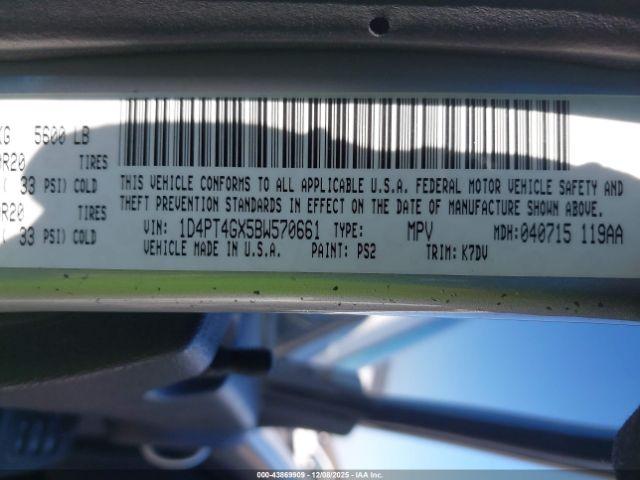 KG 5600 LB
R20 TIRES
( 33 PSI) COLD
R20 TIRES
( 33 PSI) COLD
THIS VEHICLE CONFORMS TO ALL APPLICABLE U.S.A. FEDERAL MOTOR VEHICLE SAFETY AND
THEFT PREVENTION STANDARDS IN EFFECT ON THE DATE OF MANUFACTURE SHOWN ABOVE.
VIN: 1D4PT4GX5BW570661 TYPE: MPV MDH: 040715 119AA
VEHICLE MADE IN U.S.A. PAINT: PS2 TRIM: K7DV
000-43869909 - 12/08/2025 - IAA Inc.